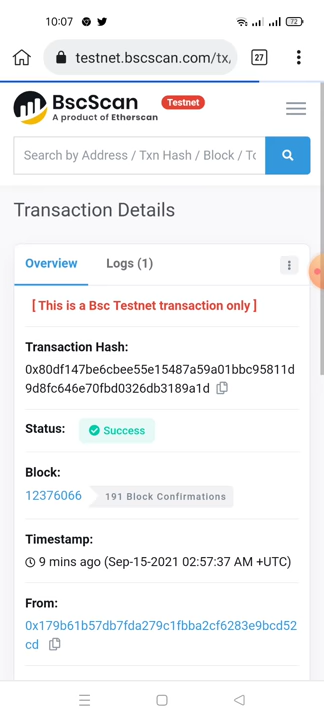 10:07
72
testnet.bscscan.com/tx,
27
BscScan
Testnet
A product of Etherscan
Search by Address / Txn Hash / Block / To
Transaction Details
Overview
Logs (1)
[ This is a Bsc Testnet transaction only ]
Transaction Hash:
0x80df147be6cbee55e15487a59a01bbc95811d
9d8fc646e70fbd0326db3189a1d
Status:
Success
Block:
12376066
191 Block Confirmations
Timestamp:
9 mins ago (Sep-15-2021 02:57:37 AM +UTC)
From:
0x179b61b57db7fda279c1fbba2cf6283e9bcd52
cd